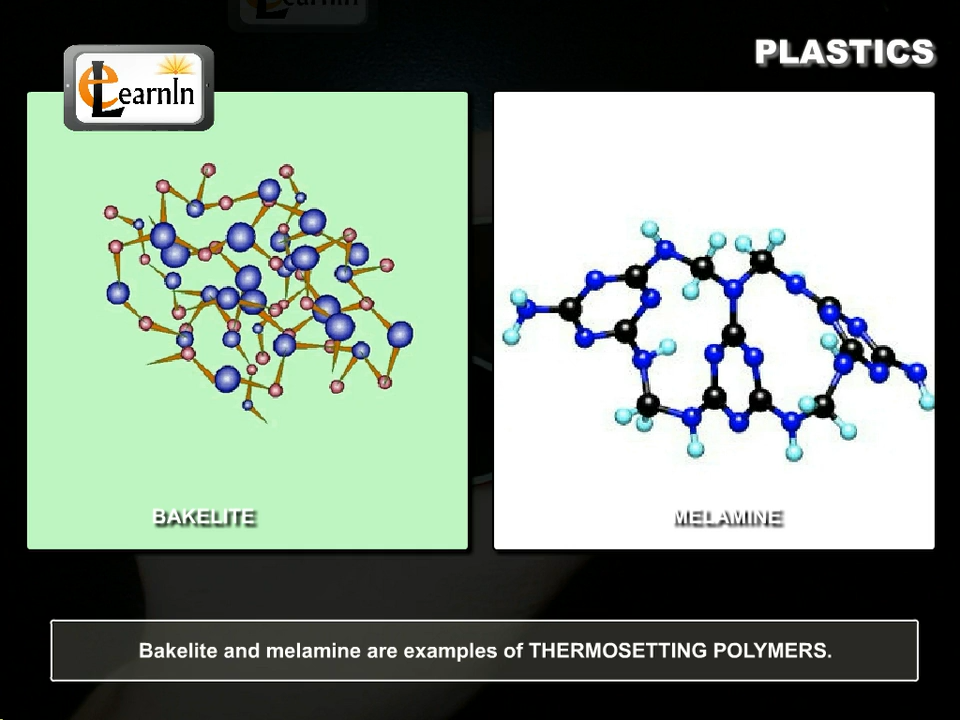 PLASTICS
eLearnIn
BAKELITE
MELAMINE
Bakelite and melamine are examples of THERMOSETTING POLYMERS.